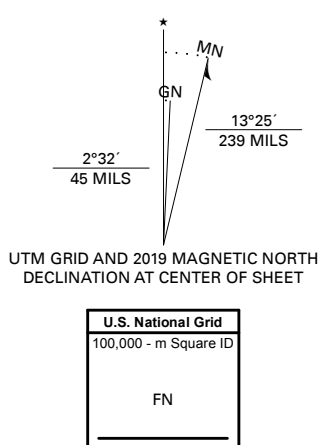 ★
MN
GN
13°25´
239 MILS
2°32´
45 MILS
UTM GRID AND 2019 MAGNETIC NORTH
DECLINATION AT CENTER OF SHEET
U.S. National Grid
100,000 - m Square ID
FN